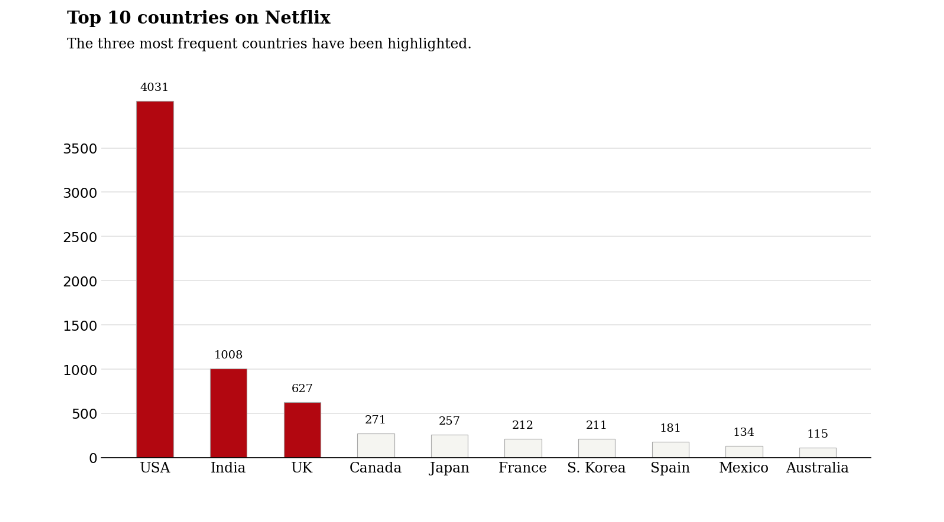 Top 10 countries on Netflix
The three most frequent countries have been highlighted.
4031
3500
3000
2500
2000
1500
1008
1000
627
500
271 257 212 211 181 134 115
0
USA India UK Canada Japan France S. Korea Spain Mexico Australia